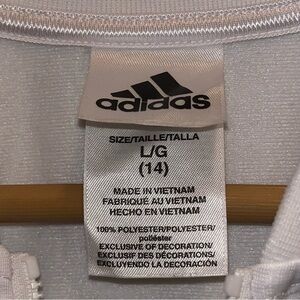 adidas
SIZE/TAILLE/TALLA
L/G
(14)
MADE IN VIETNAM
FABRIQUÉ AU VIETNAM
HECHO EN VIETNAM
100% POLYESTER/POLYESTER/
poliéster
EXCLUSIVE OF DECORATION/
EXCLUSIF DES DÉCORATIONS/
EXCLUYENDO LA DECORACIÓN